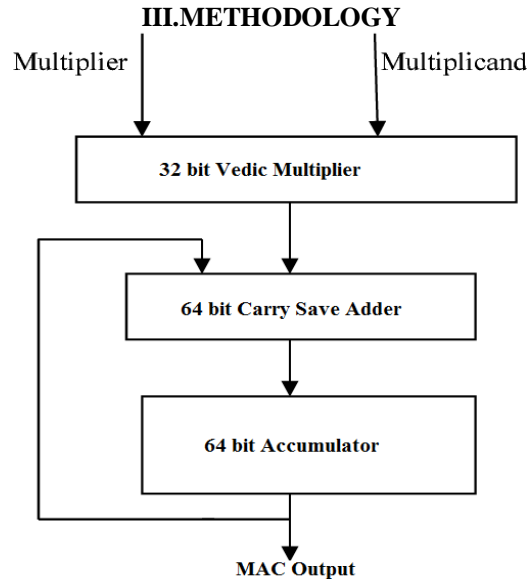 III.METHODOLOGY
Multiplier
Multiplicand
32 bit Vedic Multiplier
64 bit Carry Save Adder
64 bit Accumulator
MAC Output